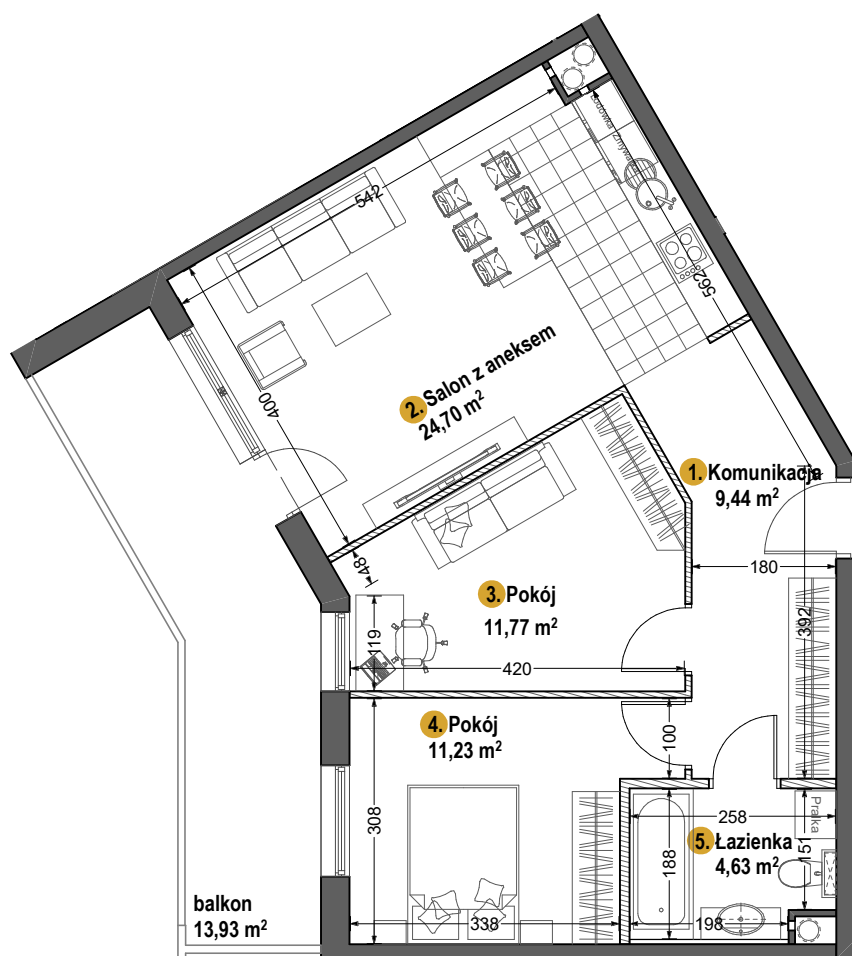 Lodówka
Zmywa
542
562
400
2. Salon z aneksem
24,70 m²
1. Komunikacja
9,44 m²
48
180
3. Pokój
11,77 m²
119
420
392
4. Pokój
11,23 m²
100
308
258
Pralka
5. Łazienka
4,63 m²
151
188
balkon
13,93 m²
338
198